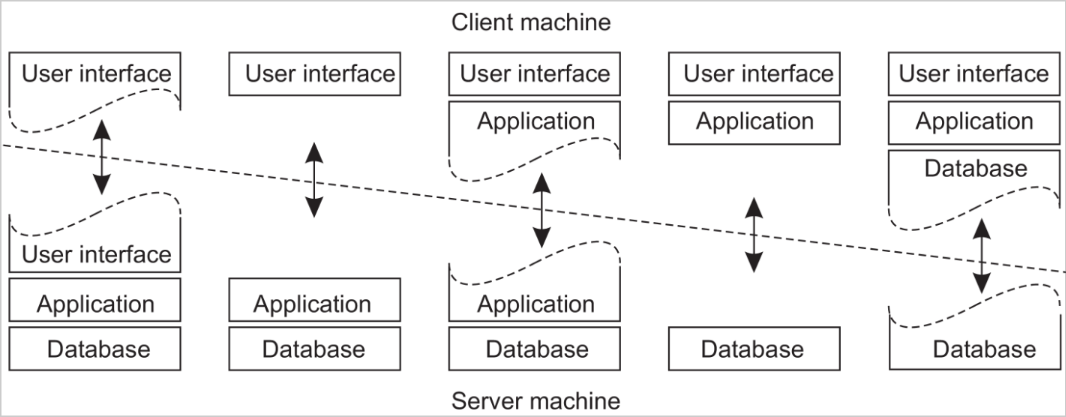 Client machine
User interface
User interface
User interface
User interface
User interface
Application
Application
Application
Database
User interface
Application
Application
Application
Database
Database
Database
Database
Database
Server machine